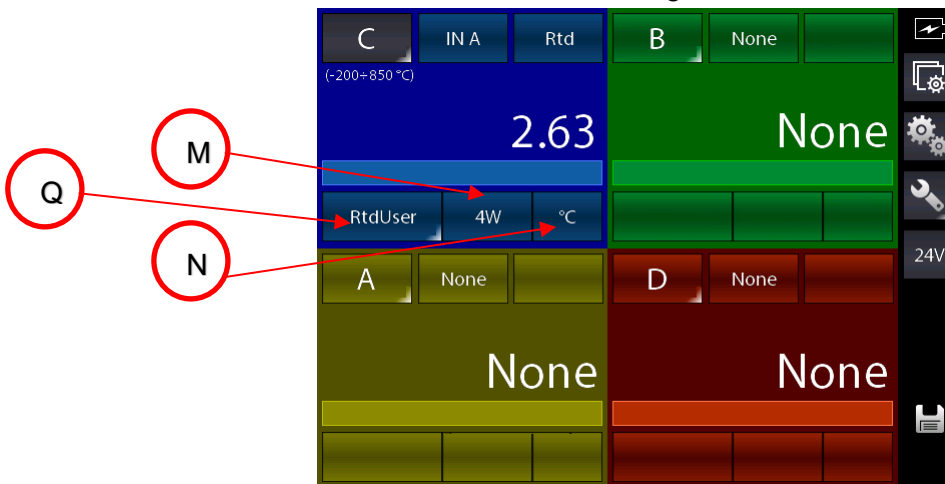 C IN A Rtd B None
(-200÷850 °C)
2.63 None
M
Q
RtdUser 4W °C
N
24V
A None D None
None None